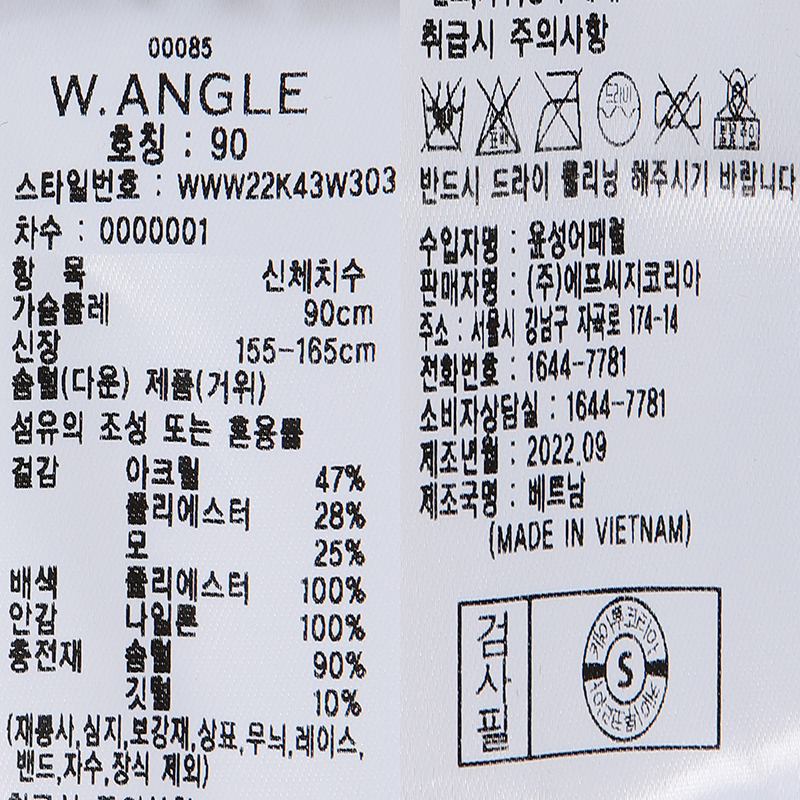 00085
W.ANGLE
호칭 : 90
스타일번호 : WWW22K43W303
차수 : 0000001
항 목 신체치수
가슴둘레 90cm
신장 155-165cm
솜털(다운) 제품(거위)
섬유의 조성 또는 혼용률
겉감 아크릴 47%
폴리에스터 28%
모 25%
배색 폴리에스터 100%
안감 나일론 100%
충전재 솜털 90%
깃털 10%
(재봉사,심지,보강재,상표,무늬,레이스,
밴드,자수,장식 제외)
취급시 주의사항
표백
드라이
반드시 드라이 클리닝 해주시기 바랍니다
수입자명 : 윤성어패럴
판매자명 : (주)에프씨지코리아
주소 : 서울시 강남구 자곡로 174-14
전화번호 : 1644-7781
소비자상담실 : 1644-7781
제조년월 : 2022.09
제조국명 : 베트남
(MADE IN VIETNAM)
검사필
S